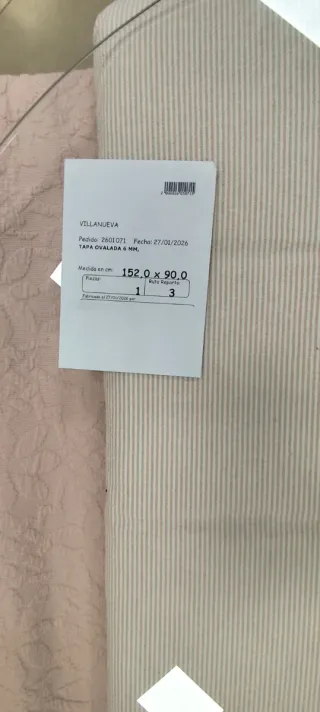 VILLANUEVA
Pedido: 2601071 Fecha: 27/01/2026
TAPA OVALADA 6 MM.
Medida en cm: 152,0 x 90,0
Piezas: 1
Ruta Reparto 3